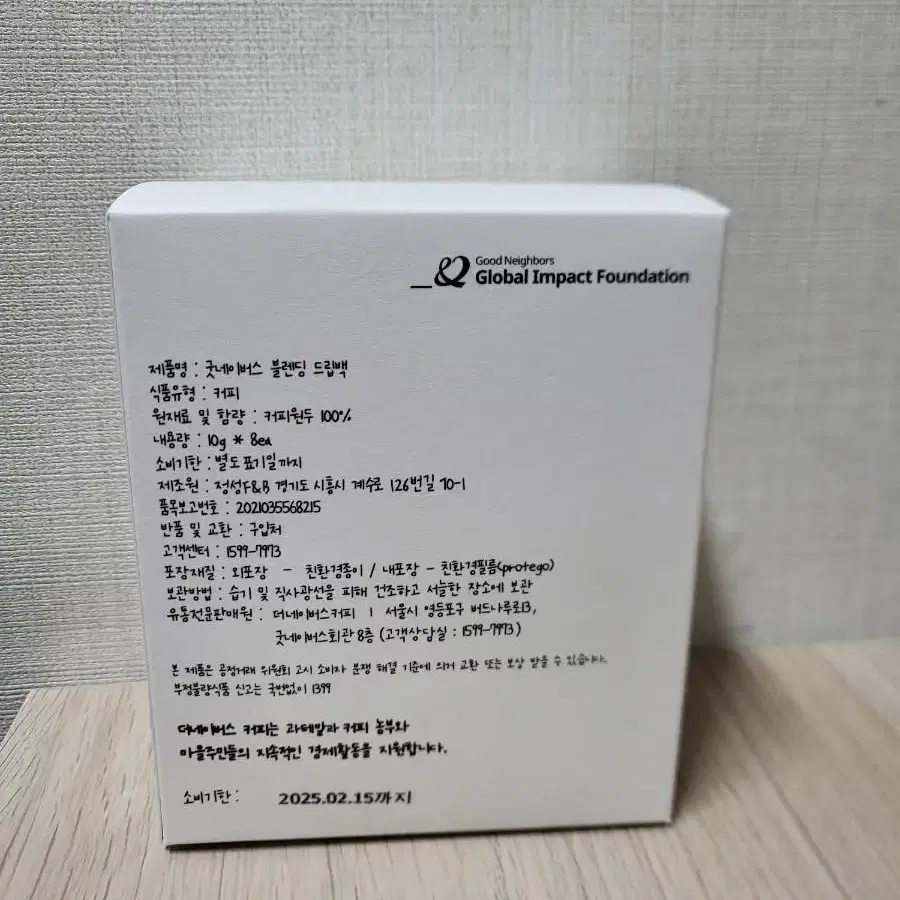 Good Neighbors
Global Impact Foundation
제품명 : 굿네이버스 블렌딩 드립백
식품유형 : 커피
원재료 및 함량 : 커피원두 100%
내용량 : 10g * 8ea
소비기한 : 별도표기일까지
제조원 : 정성F&B 경기도 시흥시 계수로 126번길 70-1
품목보고번호 : 2021035568215
반품 및 교환 : 구입처
고객센터 : 1599-7973
포장재질 : 외포장 - 친환경종이 / 내포장 - 친환경필름(protego)
보관방법 : 습기 및 직사광선을 피해 건조하고 서늘한 장소에 보관
유통전문판매원 : 더네이버스커피 | 서울시 영등포구 버드나루로13,
굿네이버스회관 8층 (고객상담실 : 1599-7973)
본 제품은 공정거래 위원회 고시 소비자 분쟁 해결 기준에 의거 교환 또는 보상 받을 수 있습니다.
부정불량식품 신고는 국번없이 1399
더네이버스 커피는 과테말라 커피 농부와
마을주민들의 지속적인 경제활동을 지원합니다.
소비기한 : 2025.02.15까지